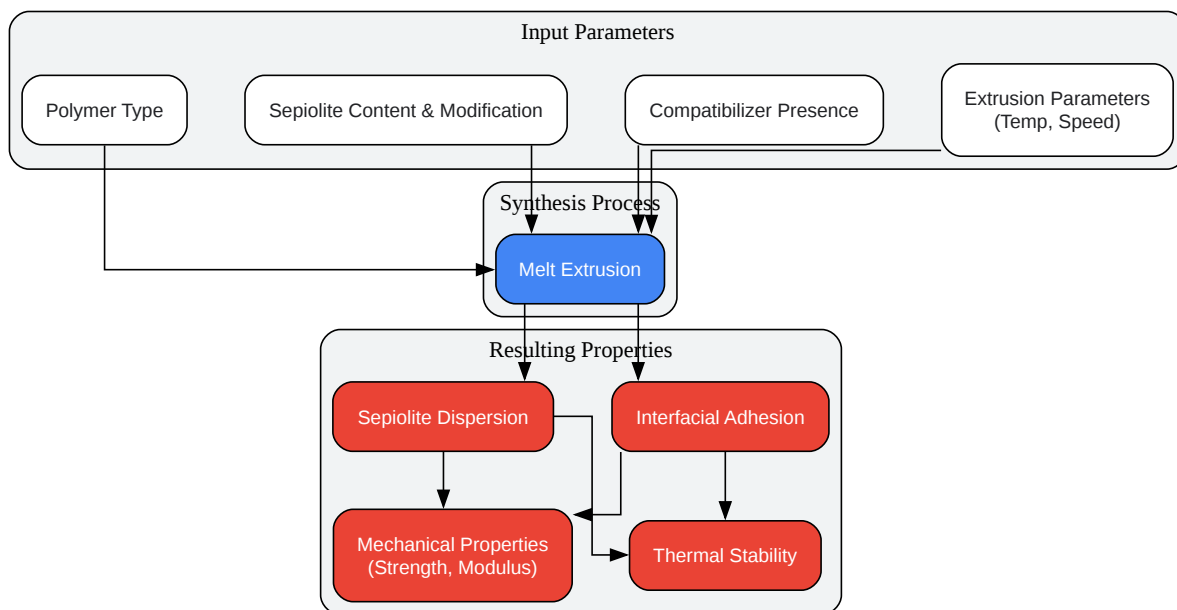 Input Parameters
Polymer Type
Sepiolite Content & Modification
Compatibilizer Presence
Extrusion Parameters
(Temp, Speed)
Synthesis Process
Melt Extrusion
Resulting Properties
Sepiolite Dispersion
Interfacial Adhesion
Mechanical Properties
(Strength, Modulus)
Thermal Stability